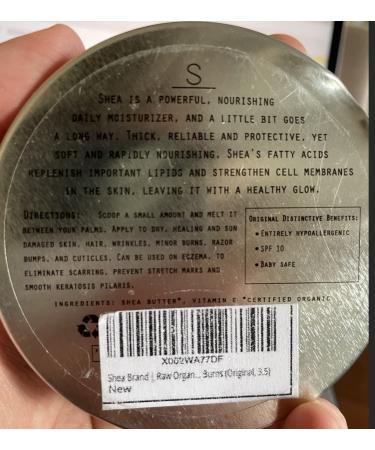 S
SHEA IS A POWERFUL, NOURISHING
DAILY MOISTURIZER, AND A LITTLE BIT GOES
A LONG WAY. THICK, RELIABLE AND PROTECTIVE, YET
SOFT AND RAPIDLY NOURISHING. SHEA'S FATTY ACIDS
REPLENISH IMPORTANT LIPIDS AND STRENGTHEN CELL MEMBRANES
IN THE SKIN, LEAVING IT WITH A HEALTHY GLOW.
DIRECTIONS: SCOOP A SMALL AMOUNT AND MELT IT
BETWEEN YOUR PALMS. APPLY TO DRY, HEALING AND SUN
DAMAGED SKIN, HAIR, WRINKLES, MINOR BURNS, RAZOR
BUMPS, AND CUTICLES. CAN BE USED ON ECZEMA, TO
ELIMINATE SCARRING, PREVENT STRETCH MARKS AND
SMOOTH KERATOSIS PILARIS.
ORIGINAL DISTINCTIVE BENEFITS:
• ENTIRELY HYPOALLERGENIC
• SPF 10
• BABY SAFE
INGREDIENTS: SHEA BUTTER*, VITAMIN E *CERTIFIED ORGANIC
X002WA77DF
Shea Brand | Raw Organ... Burns (Original, 3.5)
New